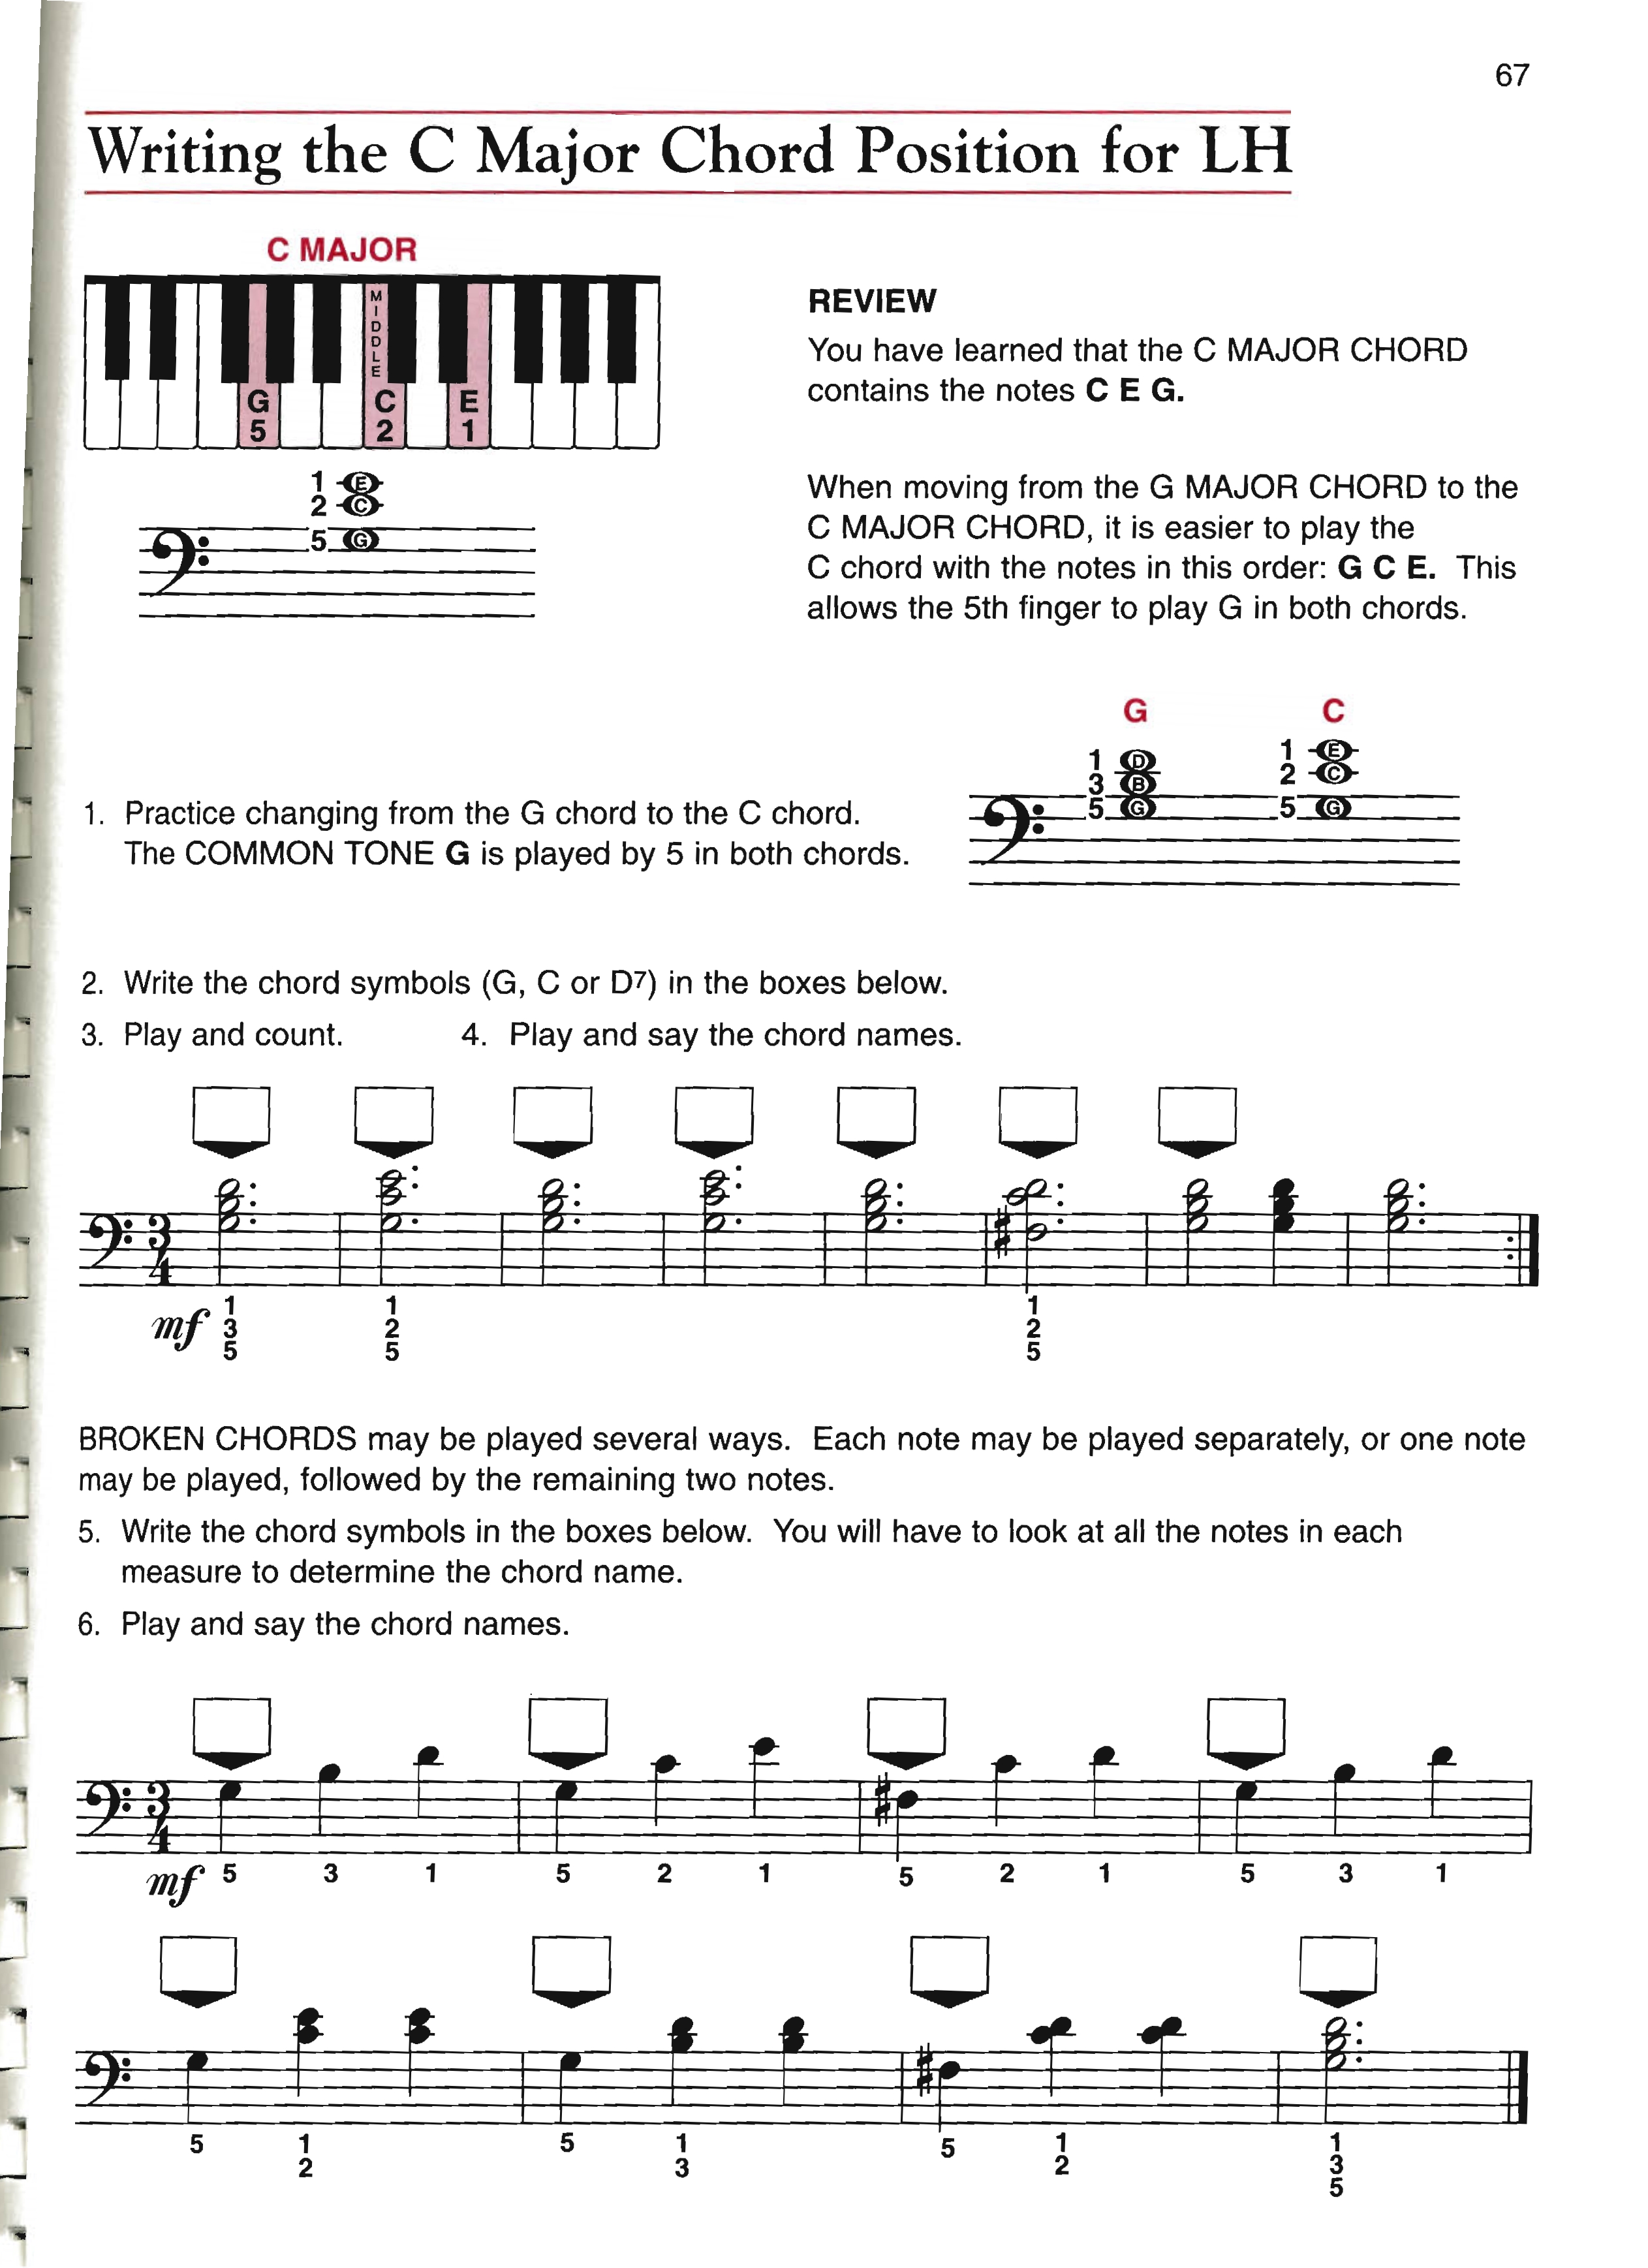 67
Writing the C Major Chord Position for LH
C MAJOR
MIDDLE
G C E
5 2 1
1 E
2 C
5 G
REVIEW
You have learned that the C MAJOR CHORD
contains the notes C E G.
When moving from the G MAJOR CHORD to the
C MAJOR CHORD, it is easier to play the
C chord with the notes in this order: G C E. This
allows the 5th finger to play G in both chords.
G C
1 D 1 E
3 B 2 C
5 G 5 G
1. Practice changing from the G chord to the C chord.
The COMMON TONE G is played by 5 in both chords.
2. Write the chord symbols (G, C or D7) in the boxes below.
3. Play and count. 4. Play and say the chord names.
3
4
mf
1 1 1
3 2 2
5 5 5
BROKEN CHORDS may be played several ways. Each note may be played separately, or one note
may be played, followed by the remaining two notes.
5. Write the chord symbols in the boxes below. You will have to look at all the notes in each
measure to determine the chord name.
6. Play and say the chord names.
3
4
mf 5 3 1 5 2 1 5 2 1 5 3 1
5 1 5 1 5 1 1
2 3 2 3
5